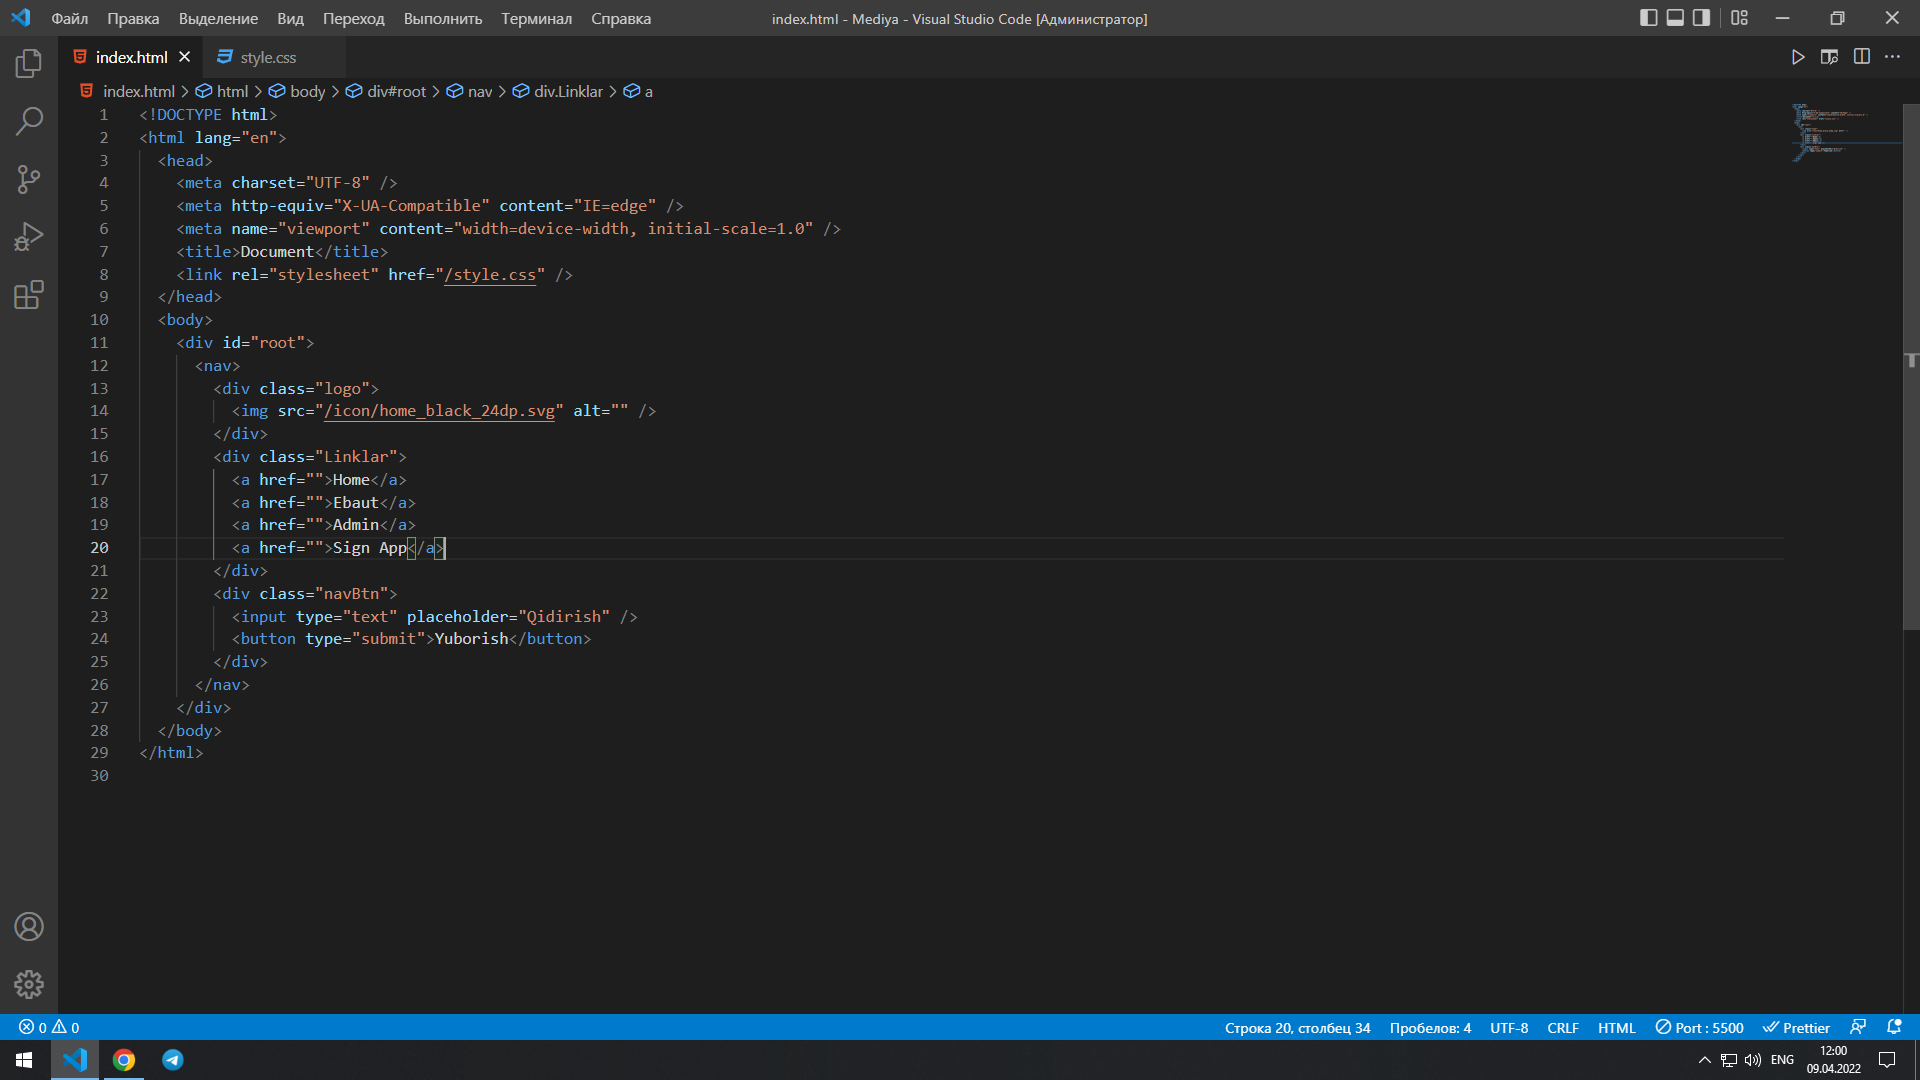 Файл Правка Выделение Вид Переход Выполнить Терминал Справка index.html - Mediya - Visual Studio Code [Администратор]
index.html style.css
index.html > html > body > div#root > nav > div.Linklar > a
1 <!DOCTYPE html>
2 <html lang="en">
3 <head>
4 <meta charset="UTF-8" />
5 <meta http-equiv="X-UA-Compatible" content="IE=edge" />
6 <meta name="viewport" content="width=device-width, initial-scale=1.0" />
7 <title>Document</title>
8 <link rel="stylesheet" href="/style.css" />
9 </head>
10 <body>
11 <div id="root">
12 <nav>
13 <div class="logo">
14 <img src="/icon/home_black_24dp.svg" alt="" />
15 </div>
16 <div class="Linklar">
17 <a href="">Home</a>
18 <a href="">Ebaut</a>
19 <a href="">Admin</a>
20 <a href="">Sign App</a>
21 </div>
22 <div class="navBtn">
23 <input type="text" placeholder="Qidirish" />
24 <button type="submit">Yuborish</button>
25 </div>
26 </nav>
27 </div>
28 </body>
29 </html>
30
0 0 Строка 20, столбец 34 Пробелов: 4 UTF-8 CRLF HTML Port : 5500 Prettier
ENG 12:00
09.04.2022